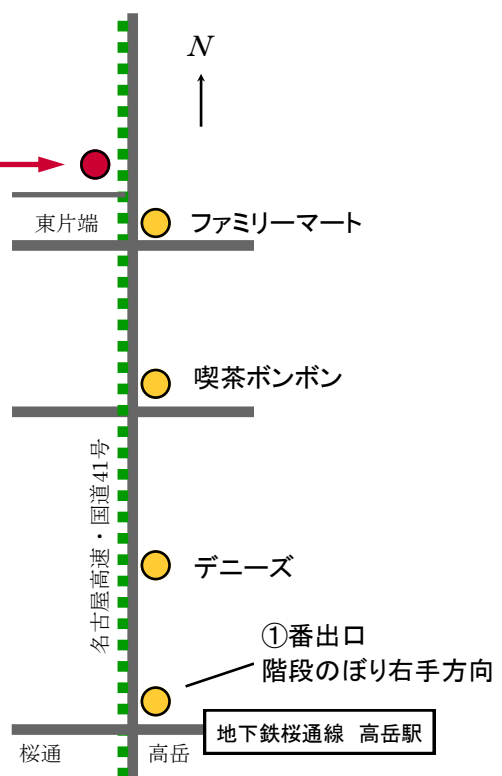 N
東片端
ファミリーマート
喫茶ボンボン
名古屋高速・国道41号
デニーズ
①番出口
階段のぼり右手方向
地下鉄桜通線 高岳駅
桜通
高岳